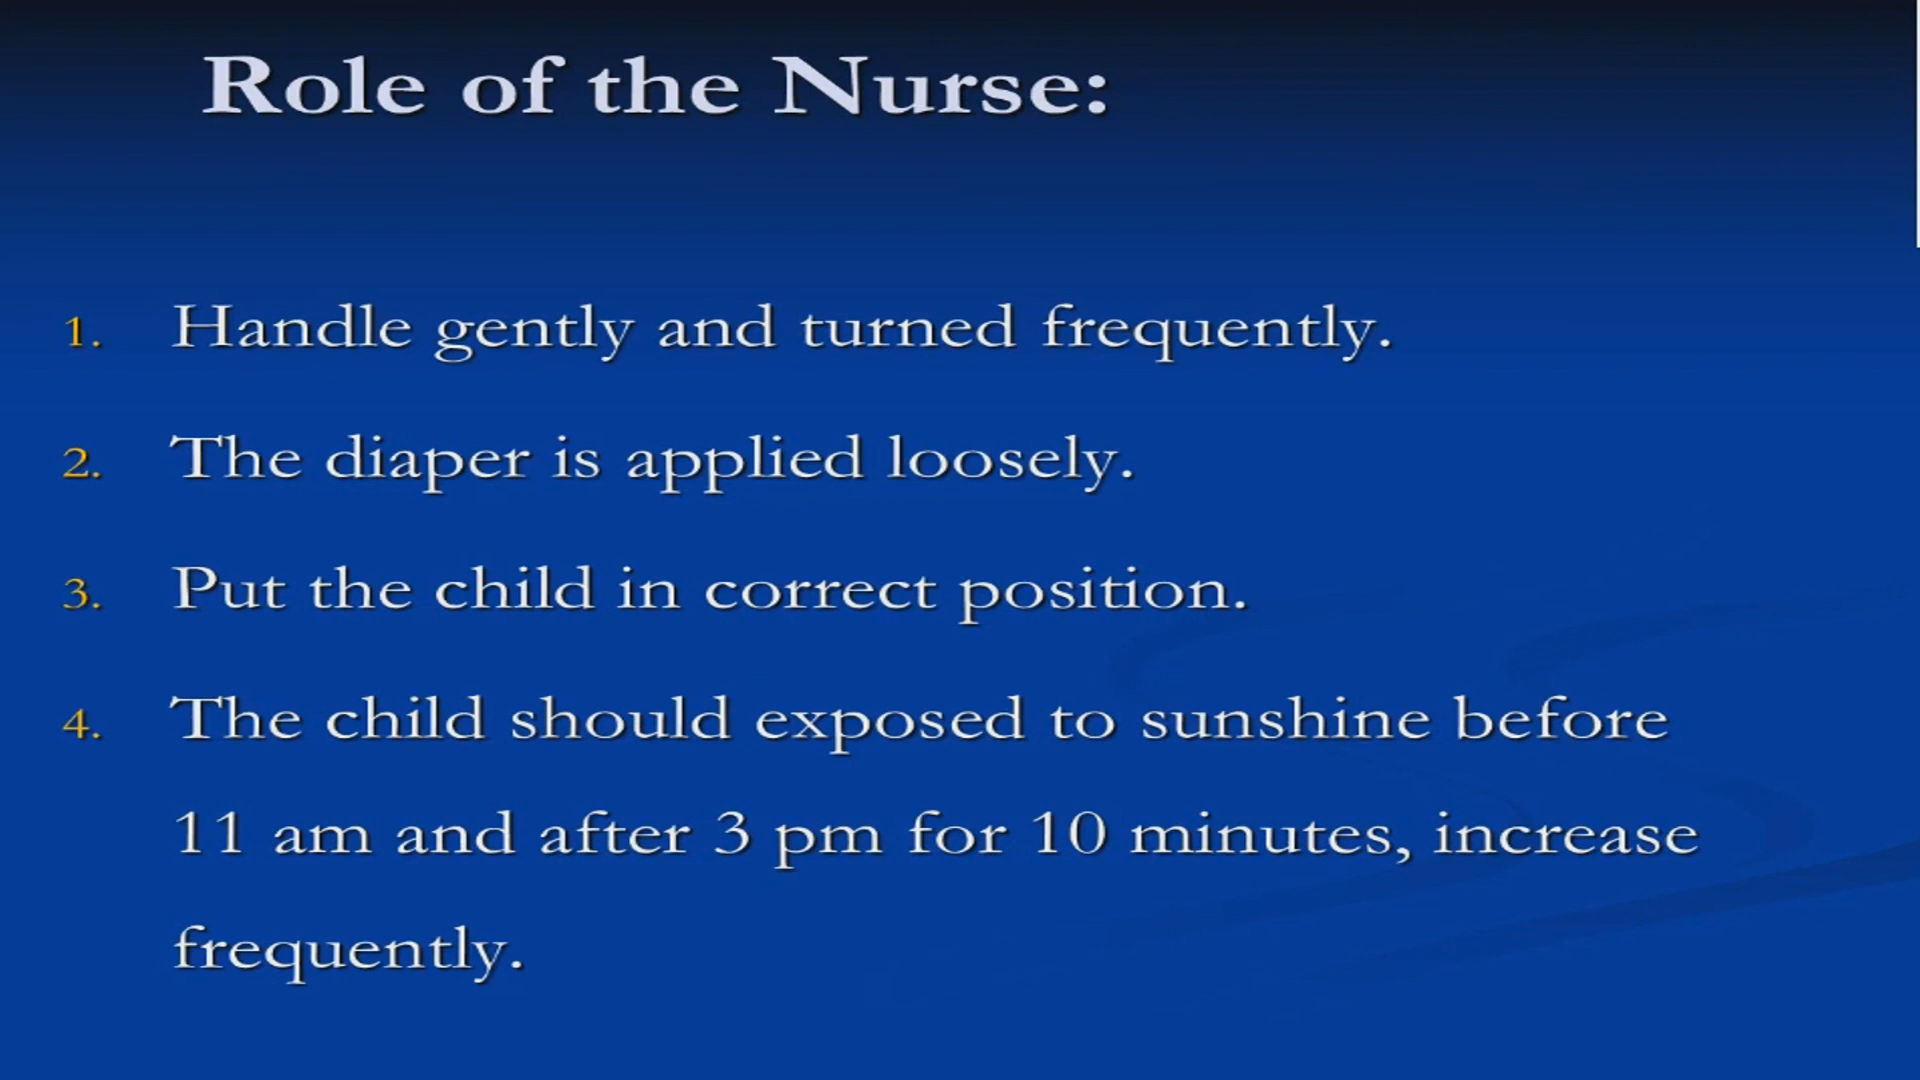 Role of the Nurse:
1. Handle gently and turned frequently.
2. The diaper is applied loosely.
3. Put the child in correct position.
4. The child should exposed to sunshine before
11 am and after 3 pm for 10 minutes, increase
frequently.